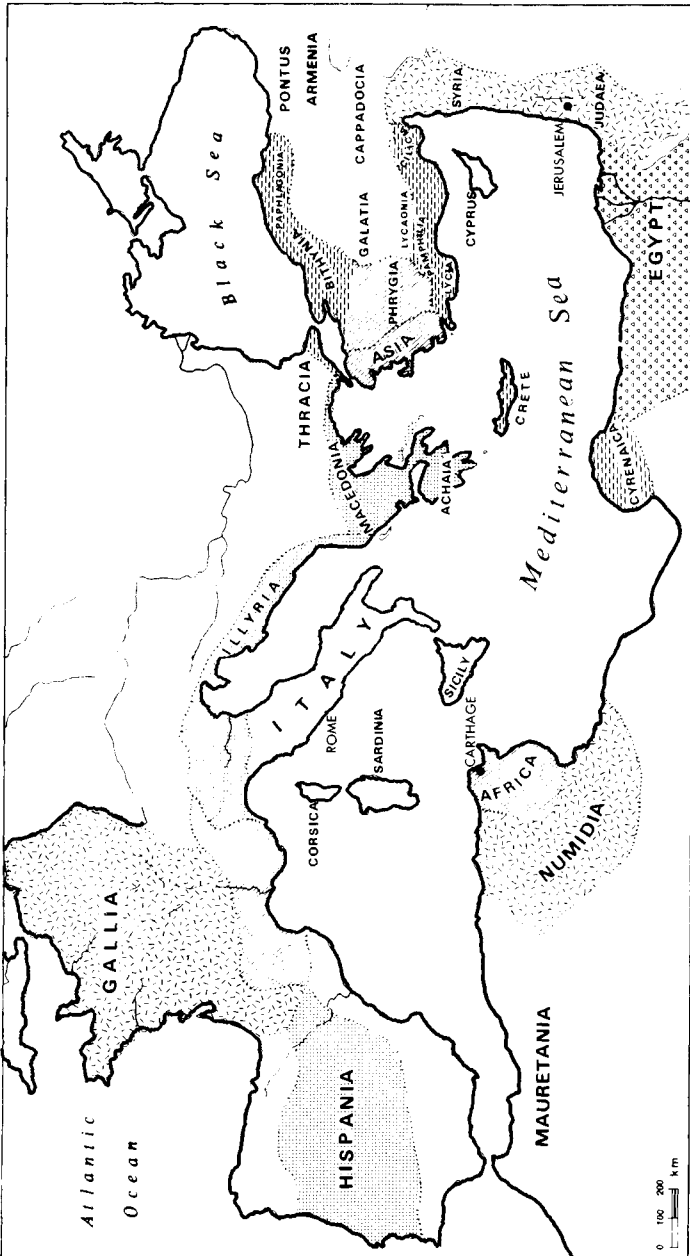 Atlantic
Ocean
GALLIA
HISPANIA
MAURETANIA
CORSICA
SARDINIA
ROME
ITALY
SICILY
CARTHAGE
AFRICA
NUMIDIA
ILLYRIA
MACEDONIA
THRACIA
ACHAIA
CRETE
Mediterranean Sea
CYRENAICA
EGYPT
Black Sea
PAPHLAGONIA
BITHYNIA
PONTUS
ARMENIA
GALATIA
CAPPADOCIA
PHRYGIA
ASIA
LYCAONIA
PAMPHYLIA
LYCIA
CILICIA
CYPRUS
SYRIA
JERUSALEM
JUDAEA
0 100 200
km